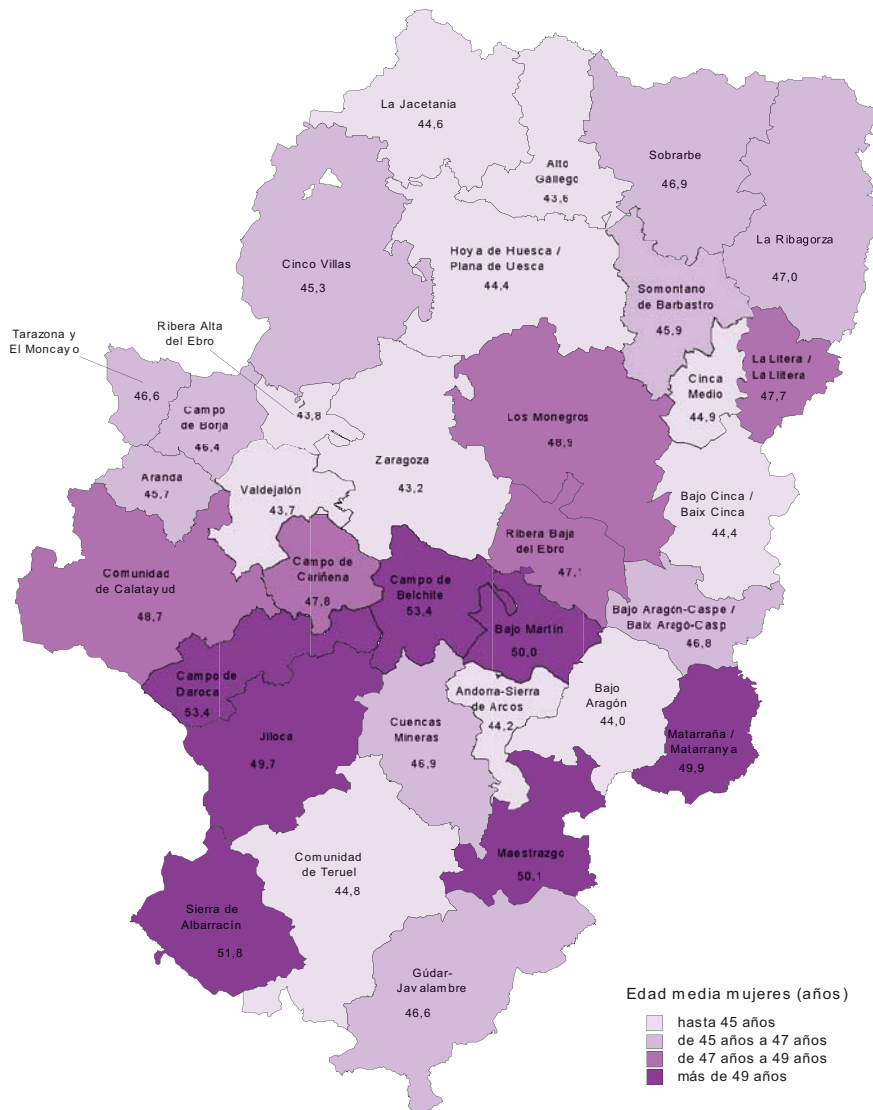 La Jacetania
44,6
Alto
Gallego
43,6
Sobrarbe
46,9
La Ribagorza
47,0
Cinco Villas
45,3
Hoya de Huesca /
Plana de Uesca
44,4
Somontano
de Barbastro
45,9
Ribera Alta
del Ebro
43,8
Tarazona y
El Moncayo
46,6
Campo
de Borja
46,4
La Litera /
La Llitera
47,7
Cinca
Medio
44,9
Los Monegros
48,9
Aranda
45,7
Valdejalón
43,7
Zaragoza
43,2
Bajo Cinca /
Baix Cinca
44,4
Ribera Baja
del Ebro
47,1
Comunidad
de Calatayud
48,7
Campo de
Cariñena
47,8
Campo de
Belchite
53,4
Bajo Martín
50,0
Bajo Aragón-Caspe /
Baix Aragó-Casp
46,8
Campo de
Daroca
53,4
Andorra-Sierra
de Arcos
44,2
Bajo
Aragón
44,0
Jiloca
49,7
Cuencas
Mineras
46,9
Matarraña /
Matarranya
49,9
Comunidad
de Teruel
44,8
Maestrazgo
50,1
Sierra de
Albarracín
51,8
Gúdar-
Javalambre
46,6
Edad media mujeres (años)
hasta 45 años
de 45 años a 47 años
de 47 años a 49 años
más de 49 años